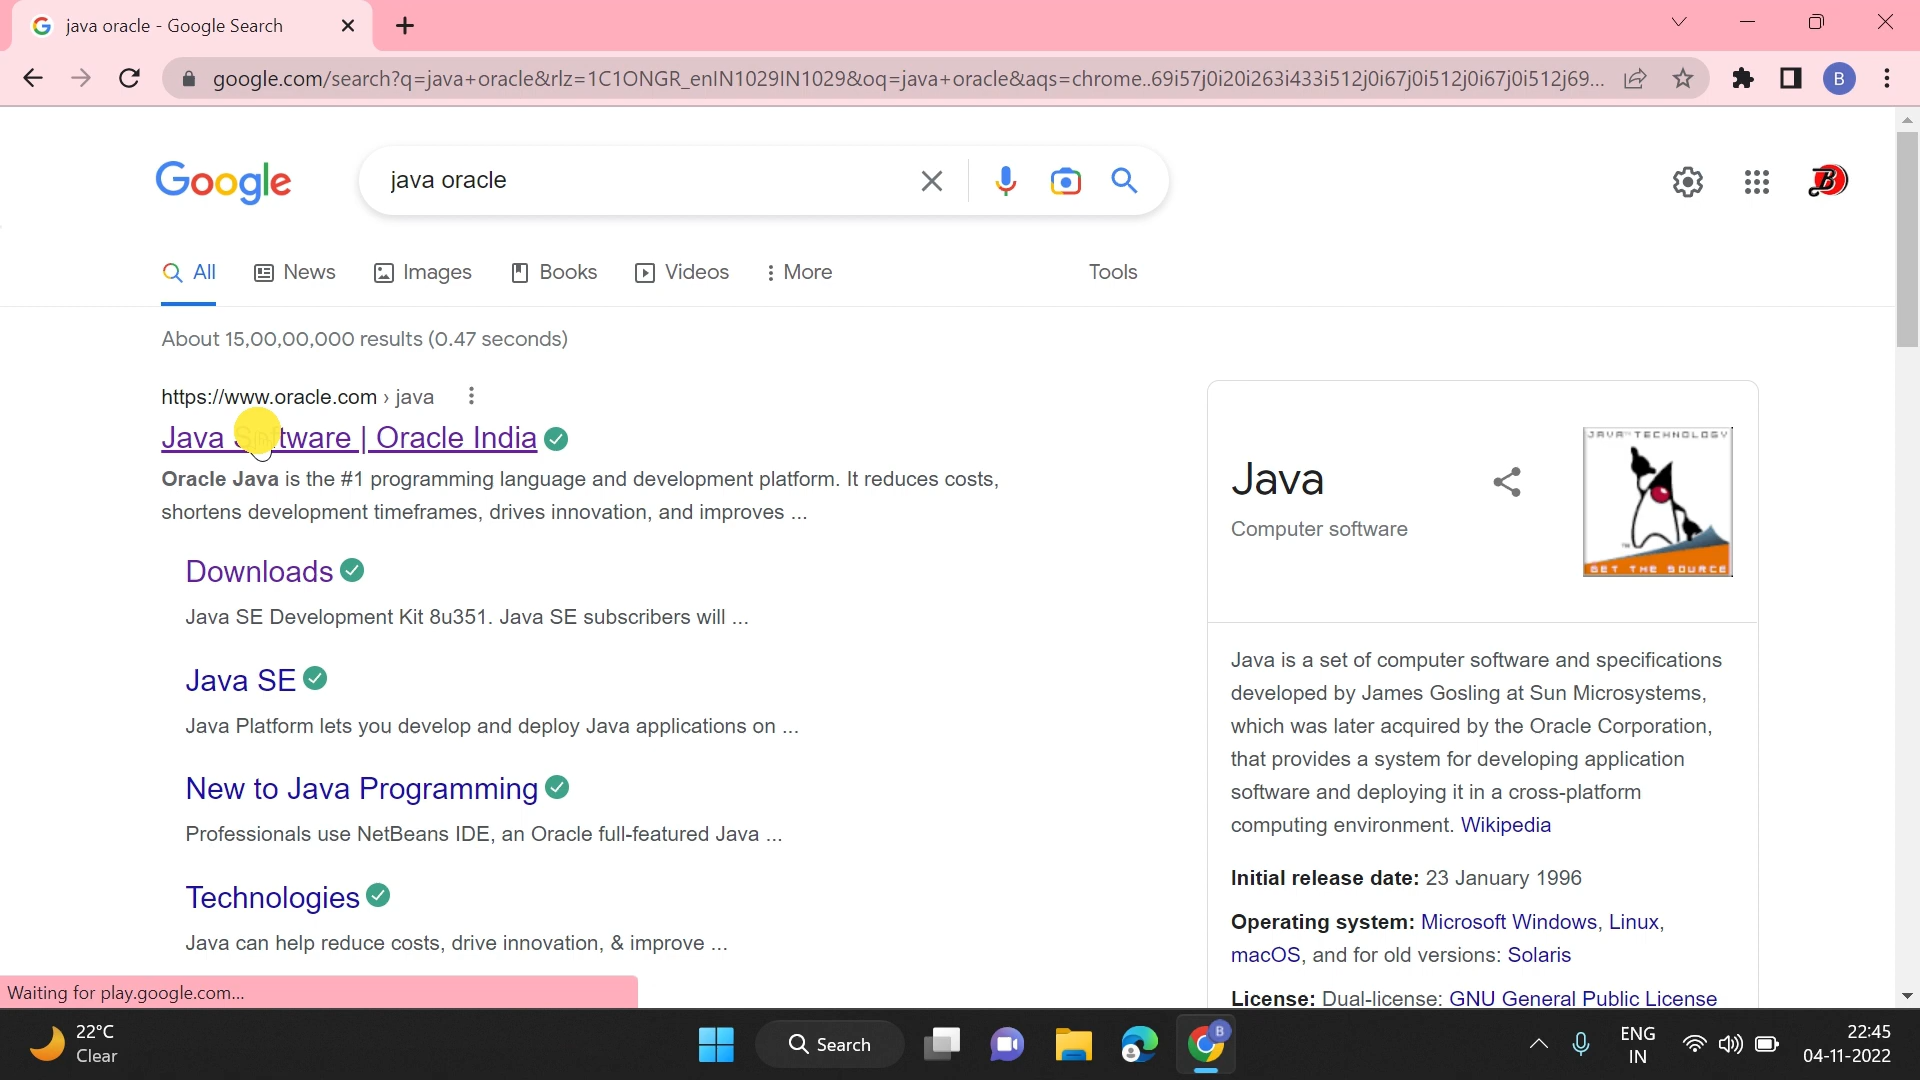 java oracle - Google Search
google.com/search?q=java+oracle&rlz=1C1ONGR_enIN1029IN1029&oq=java+oracle&aqs=chrome..69i57j0i20i263i433i512j0i67j0i512j0i67j0i512j69...
B
Google
java oracle
B
All
News
Images
Books
Videos
More
Tools
About 15,00,00,000 results (0.47 seconds)
https://www.oracle.com › java
Java Software | Oracle India
Oracle Java is the #1 programming language and development platform. It reduces costs,
shortens development timeframes, drives innovation, and improves ...
Downloads
Java SE Development Kit 8u351. Java SE subscribers will ...
Java SE
Java Platform lets you develop and deploy Java applications on ...
New to Java Programming
Professionals use NetBeans IDE, an Oracle full-featured Java ...
Technologies
Java can help reduce costs, drive innovation, & improve ...
Java
Computer software
JAVA™ TECHNOLOGY
GET THE SOURCE
Java is a set of computer software and specifications
developed by James Gosling at Sun Microsystems,
which was later acquired by the Oracle Corporation,
that provides a system for developing application
software and deploying it in a cross-platform
computing environment. Wikipedia
Initial release date: 23 January 1996
Operating system: Microsoft Windows, Linux,
macOS, and for old versions: Solaris
License: Dual-license: GNU General Public License
Waiting for play.google.com...
22°C
Clear
Search
B
ENG
IN
22:45
04-11-2022